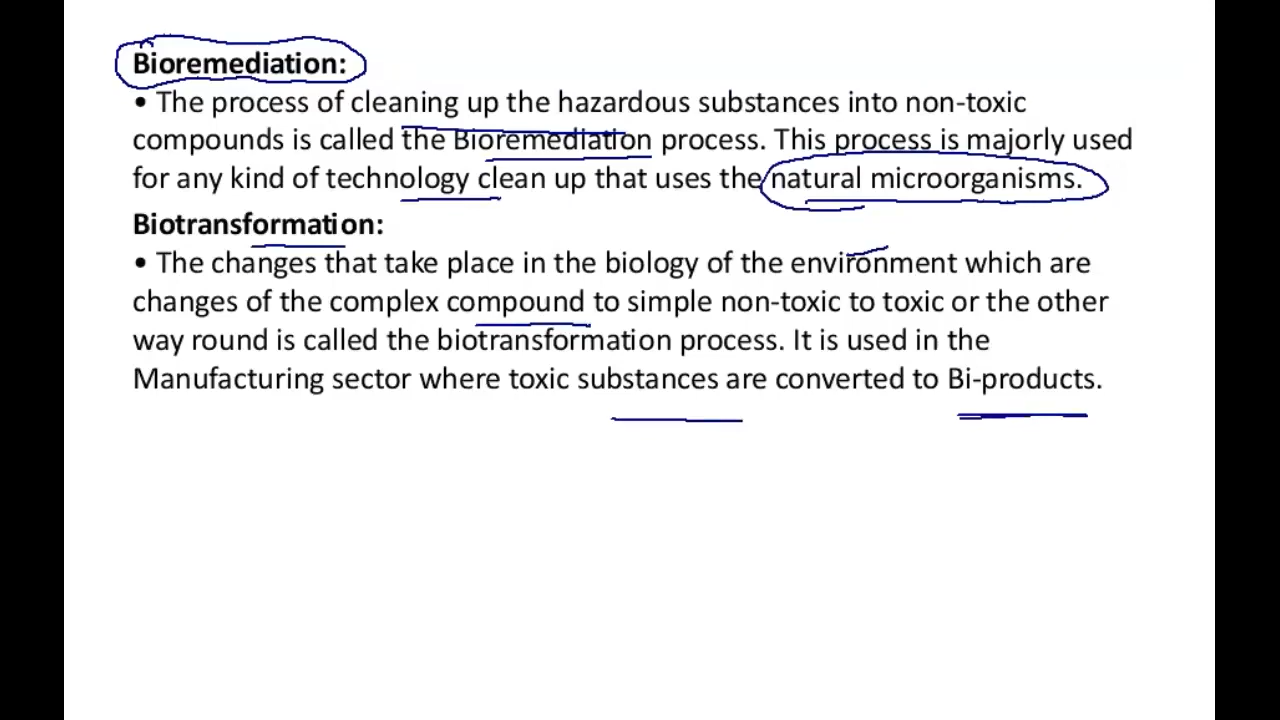 Bioremediation:
• The process of cleaning up the hazardous substances into non-toxic
compounds is called the Bioremediation process. This process is majorly used
for any kind of technology clean up that uses the natural microorganisms.
Biotransformation:
• The changes that take place in the biology of the environment which are
changes of the complex compound to simple non-toxic to toxic or the other
way round is called the biotransformation process. It is used in the
Manufacturing sector where toxic substances are converted to Bi-products.